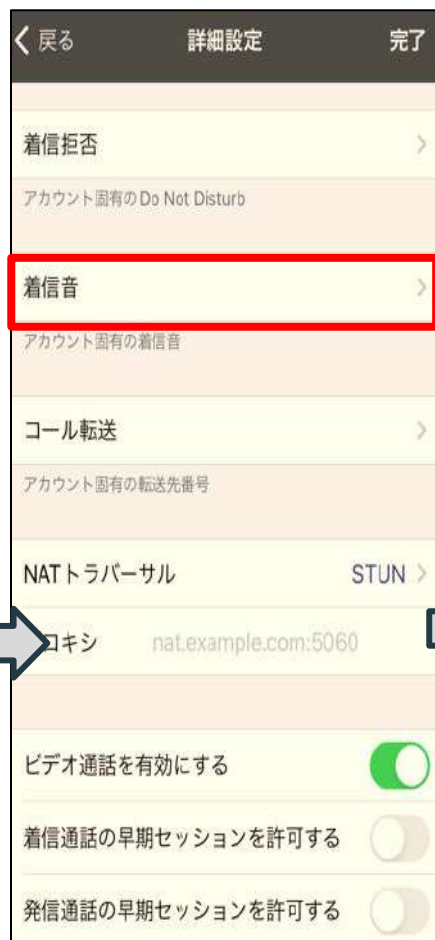 戻る 詳細設定 完了
着信拒否
アカウント固有の Do Not Disturb
着信音
アカウント固有の着信音
コール転送
アカウント固有の転送先番号
NATトラバーサル STUN
コキシ nat.example.com:5060
ビデオ通話を有効にする
着信通話の早期セッションを許可する
発信通話の早期セッションを許可する